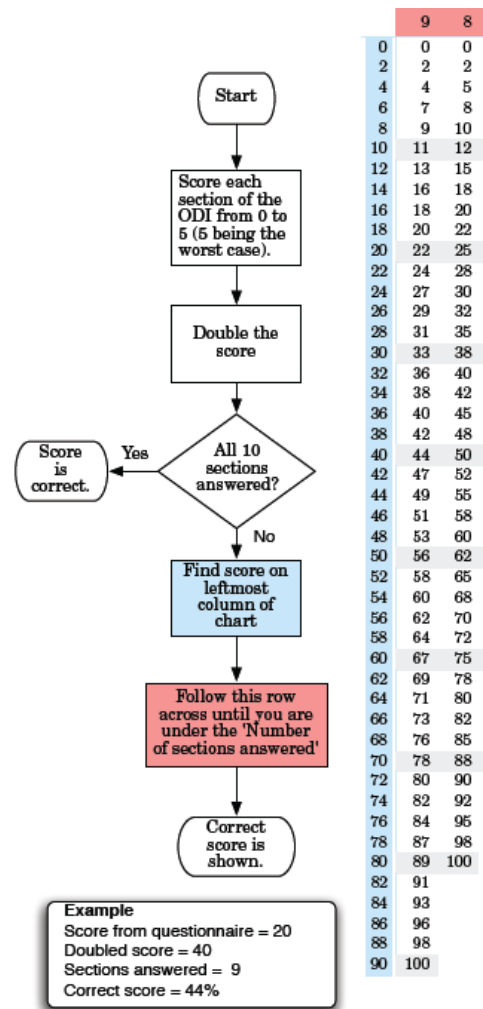 Start
Score each
section of the
ODI from 0 to
5 (5 being the
worst case).
Double the
score
All 10
sections
answered?
Yes
Score
is
correct.
No
Find score on
leftmost
column of
chart
Follow this row
across until you are
under the 'Number
of sections answered'
Correct
score is
shown.
Example
Score from questionnaire = 20
Doubled score = 40
Sections answered = 9
Correct score = 44%
9 8
0 0 0
2 2 2
4 4 5
6 7 8
8 9 10
10 11 12
12 13 15
14 16 18
16 18 20
18 20 22
20 22 25
22 24 28
24 27 30
26 29 32
28 31 35
30 33 38
32 36 40
34 38 42
36 40 45
38 42 48
40 44 50
42 47 52
44 49 55
46 51 58
48 53 60
50 56 62
52 58 65
54 60 68
56 62 70
58 64 72
60 67 75
62 69 78
64 71 80
66 73 82
68 76 85
70 78 88
72 80 90
74 82 92
76 84 95
78 87 98
80 89 100
82 91
84 93
86 96
88 98
90 100